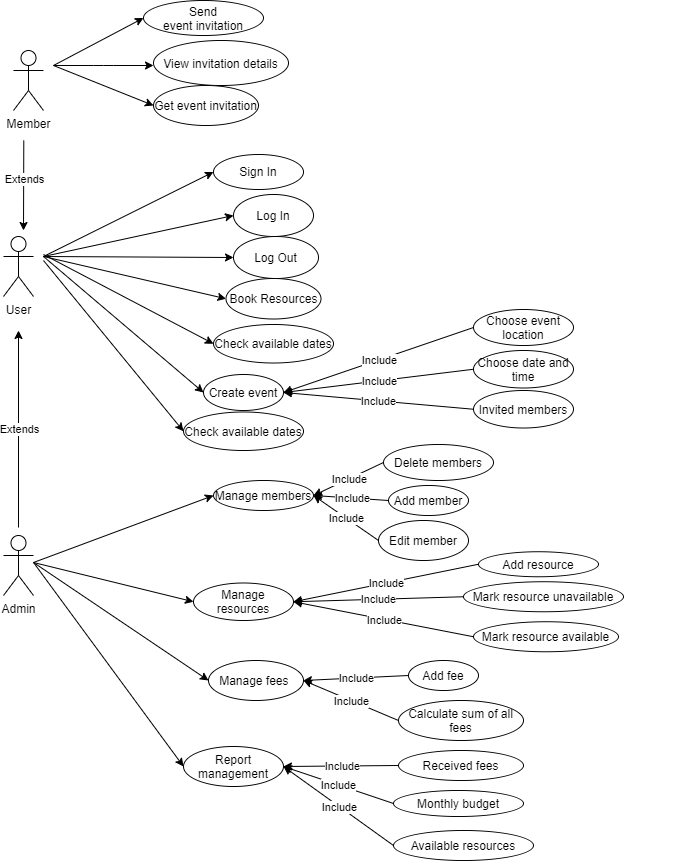 Send
event invitation
View invitation details
Get event invitation
Member
Extends
Sign In
Log In
Log Out
User
Book Resources
Check available dates
Choose event
location
Include
Choose date and
time
Include
Create event
Include
Invited members
Check available dates
Extends
Delete members
Include
Manage members
Include
Add member
Include
Edit member
Admin
Add resource
Include
Manage
resources
Include
Mark resource unavailable
Include
Mark resource available
Manage fees
Include
Add fee
Include
Calculate sum of all
fees
Report
management
Include
Received fees
Include
Monthly budget
Include
Available resources